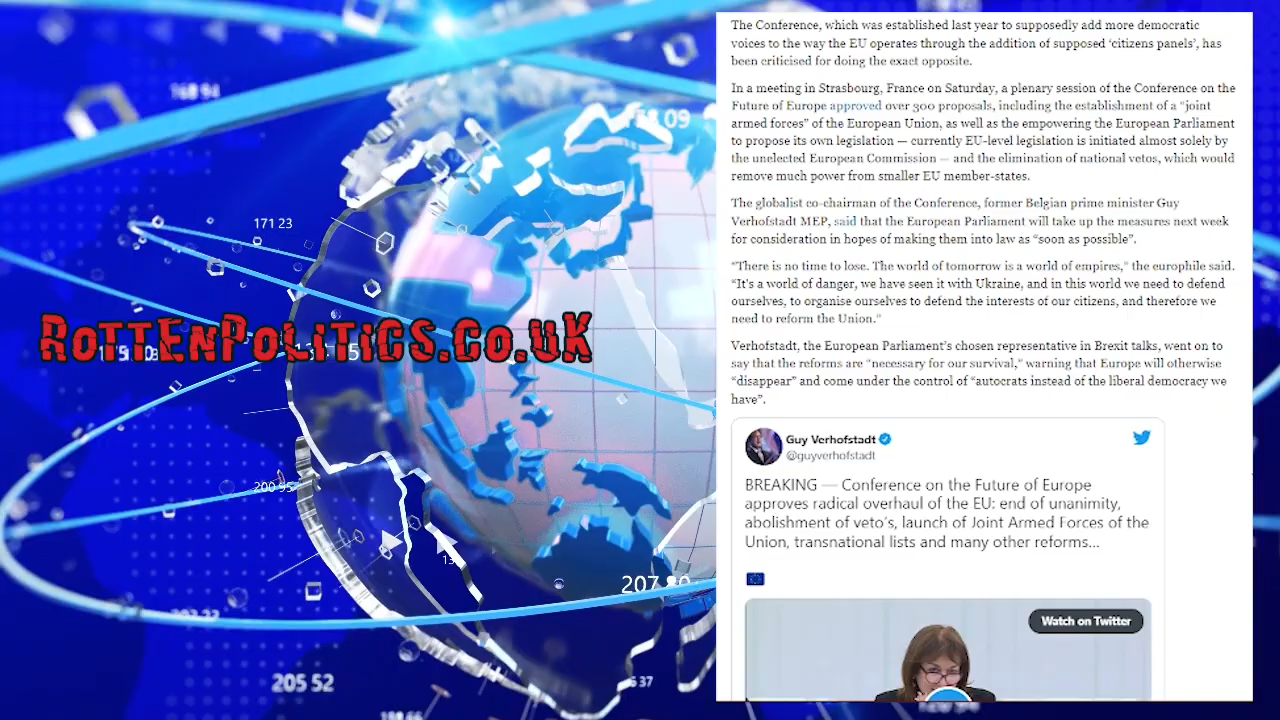 The Conference, which was established last year to supposedly add more democratic
voices to the way the EU operates through the addition of supposed ‘citizens panels’, has
been criticised for doing the exact opposite.
In a meeting in Strasbourg, France on Saturday, a plenary session of the Conference on the
Future of Europe approved over 300 proposals, including the establishment of a “joint
armed forces” of the European Union, as well as the empowering the European Parliament
to propose its own legislation — currently EU-level legislation is initiated almost solely by
the unelected European Commission — and the elimination of national vetos, which would
remove much power from smaller EU member-states.
The globalist co-chairman of the Conference, former Belgian prime minister Guy
Verhofstadt MEP, said that the European Parliament will take up the measures next week
for consideration in hopes of making them into law as “soon as possible”.
“There is no time to lose. The world of tomorrow is a world of empires,” the europhile said.
“It’s a world of danger, we have seen it with Ukraine, and in this world we need to defend
ourselves, to organise ourselves to defend the interests of our citizens, and therefore we
need to reform the Union.”
Verhofstadt, the European Parliament’s chosen representative in Brexit talks, went on to
say that the reforms are “necessary for our survival,” warning that Europe will otherwise
“disappear” and come under the control of “autocrats instead of the liberal democracy we
have”.
Guy Verhofstadt
@guyverhofstadt
BREAKING — Conference on the Future of Europe
approves radical overhaul of the EU: end of unanimity,
abolishment of veto's, launch of Joint Armed Forces of the
Union, transnational lists and many other reforms...
Watch on Twitter
RottenPolitics.Co.uK
171 23
205 52